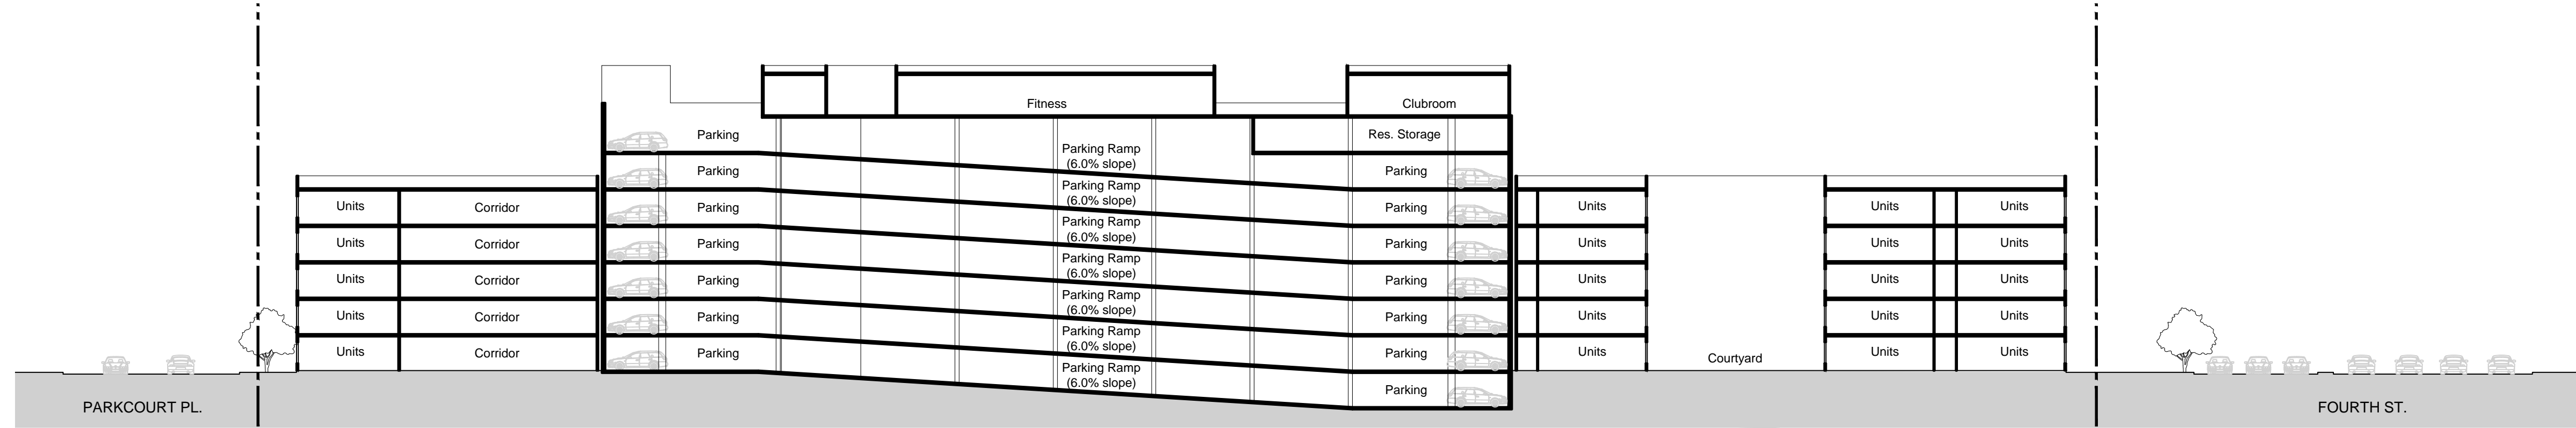 Fitness
Clubroom
Parking
Res. Storage
Parking Ramp
(6.0% slope)
Parking
Parking
Parking Ramp
(6.0% slope)
Units
Corridor
Parking
Parking
Units
Units
Units
Parking Ramp
(6.0% slope)
Units
Corridor
Parking
Parking
Units
Units
Units
Parking Ramp
(6.0% slope)
Units
Corridor
Parking
Parking
Units
Units
Units
Parking Ramp
(6.0% slope)
Units
Corridor
Parking
Parking
Units
Units
Units
Parking Ramp
(6.0% slope)
Units
Corridor
Parking
Parking
Units
Courtyard
Units
Units
Parking Ramp
(6.0% slope)
Parking
PARKCOURT PL.
FOURTH ST.